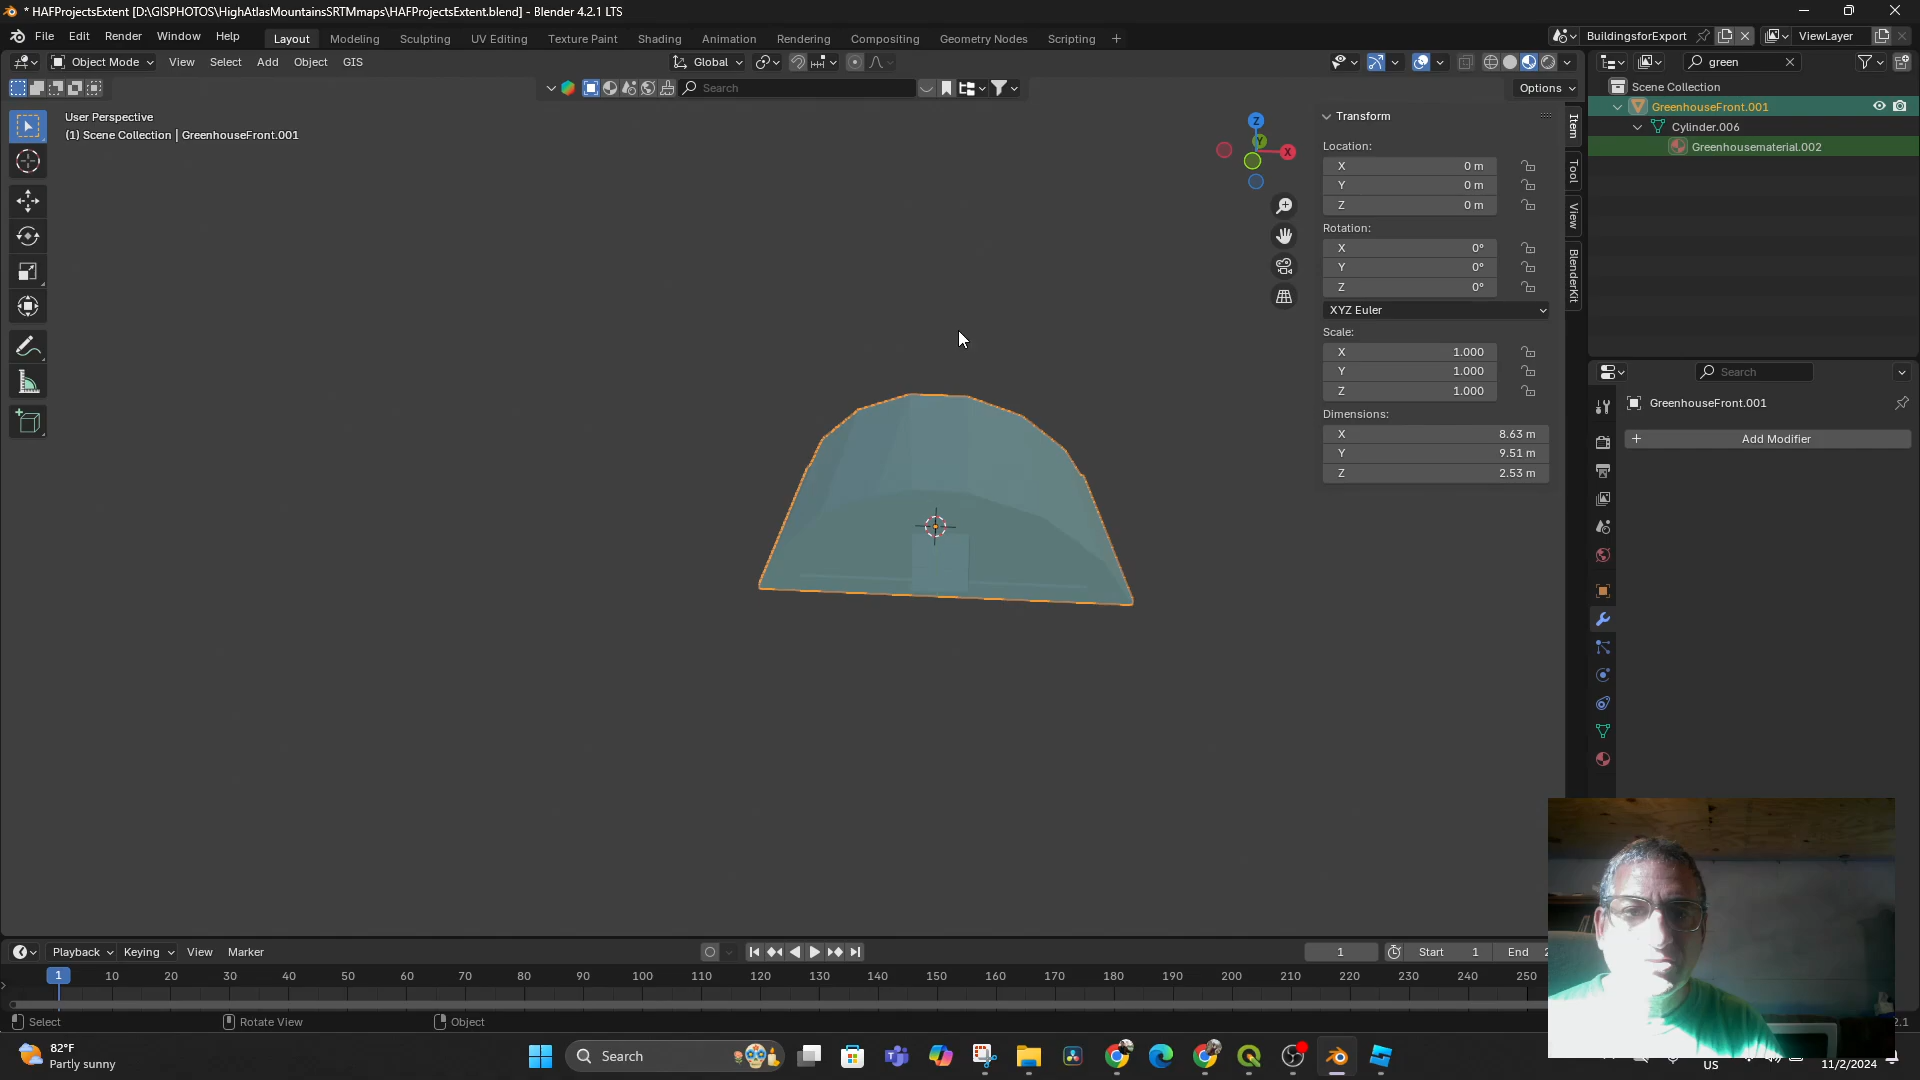 * HAFProjectsExtent [D:\GISPHOTOS\HighAtlasMountainsSRTMmaps\HAFProjectsExtent.blend] - Blender 4.2.1 LTS
File Edit Render Window Help Layout Modeling Sculpting UV Editing Texture Paint Shading Animation Rendering Compositing Geometry Nodes Scripting + BuildingsforExport ViewLayer
Object Mode View Select Add Object GIS Global green
Search Options Scene Collection
User Perspective
(1) Scene Collection | GreenhouseFront.001
GreenhouseFront.001
Cylinder.006
Greenhousematerial.002
Z
Y
X
Transform
Location:
X 0 m
Y 0 m
Z 0 m
Rotation:
X 0°
Y 0°
Z 0°
XYZ Euler
Scale:
X 1.000
Y 1.000
Z 1.000
Dimensions:
X 8.63 m
Y 9.51 m
Z 2.53 m
Item
Tool
View
BlenderKit
Search
GreenhouseFront.001
+ Add Modifier
Playback Keying View Marker 1 Start 1 End
1 10 20 30 40 50 60 70 80 90 100 110 120 130 140 150 160 170 180 190 200 210 220 230 240 250
Select Rotate View Object
82°F
Partly sunny
Search
US
11/2/2024